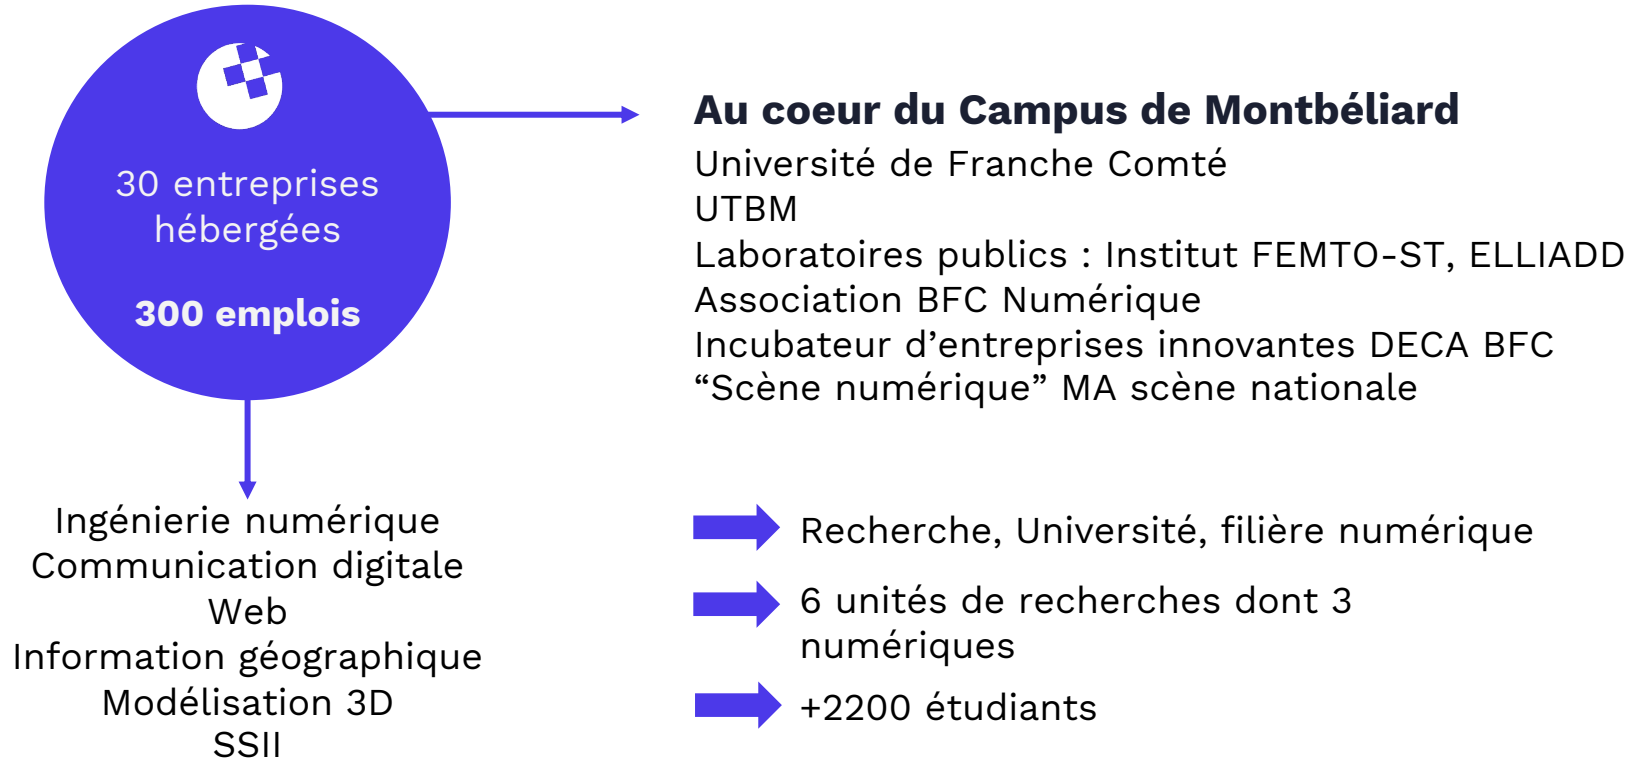 30 entreprises
hébergées
300 emplois
Au coeur du Campus de Montbéliard
Université de Franche Comté
UTBM
Laboratoires publics : Institut FEMTO-ST, ELLIADD
Association BFC Numérique
Incubateur d’entreprises innovantes DECA BFC
“Scène numérique” MA scène nationale
Ingénierie numérique
Communication digitale
Web
Information géographique
Modélisation 3D
SSII
Recherche, Université, filière numérique
6 unités de recherches dont 3
numériques
+2200 étudiants